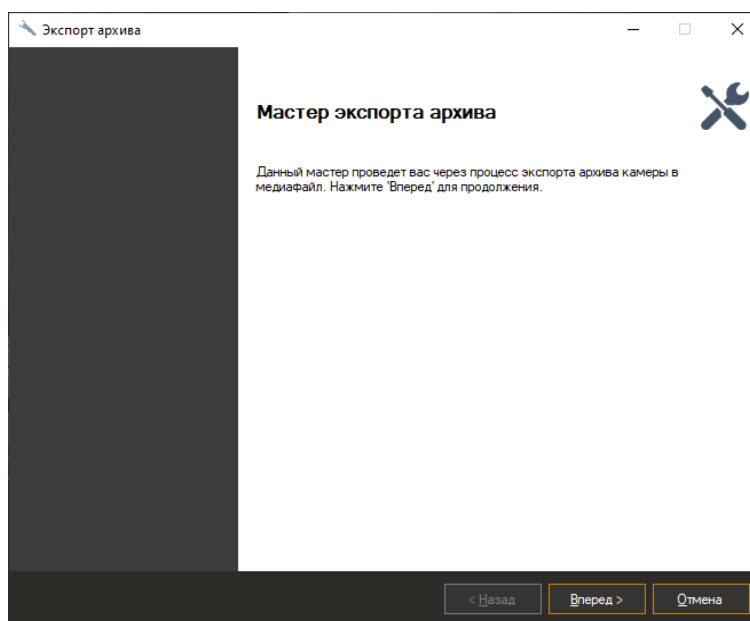 Экспорт архива
Мастер экспорта архива
Данный мастер проведет вас через процесс экспорта архива камеры в
медиафайл. Нажмите 'Вперед' для продолжения.
< Назад
Вперед >
Отмена